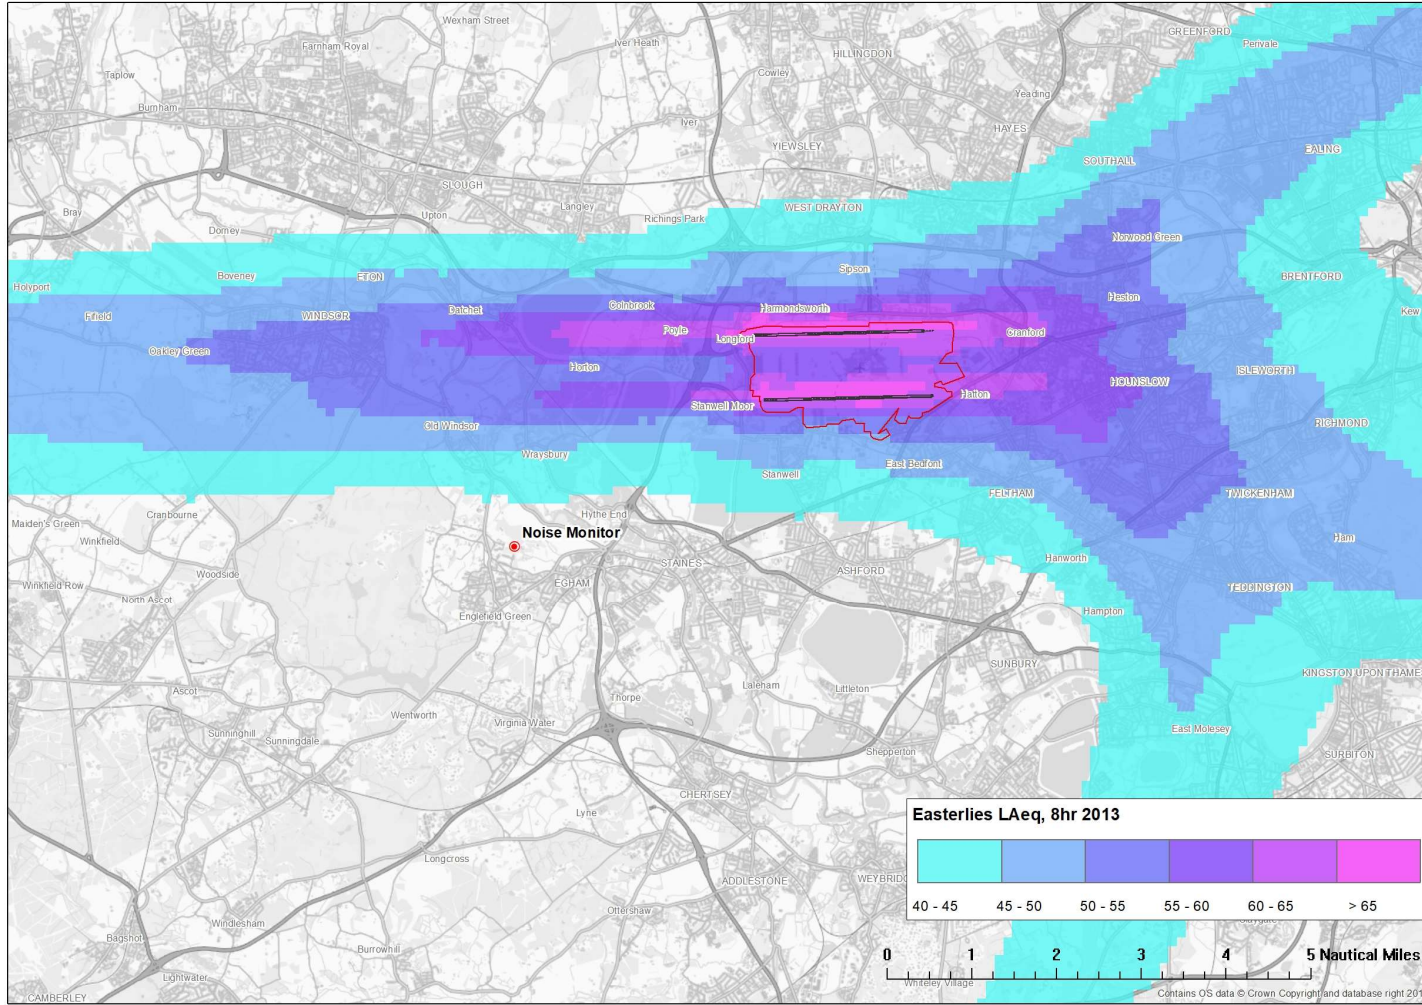 Wexham Street
GREENFORD
Farnham Royal
Iver Heath
Perivale
HILLINGDON
Taplow
Cowley
Burnham
Yeading
Iver
HAYES
YIEWSLEY
EALING
SOUTHALL
SLOUGH
Langley
WEST DRAYTON
Bray
Upton
Richings Park
Dorney
Norwood Green
Sipson
Holyport
Boveney
ETON
BRENTFORD
Heston
Colnbrook
Harmondsworth
Datchet
Fifield
WINDSOR
Kew
Poyle
Cranford
Longford
Oakley Green
Horton
ISLEWORTH
HOUNSLOW
Hatton
Stanwell Moor
Old Windsor
RICHMOND
Wraysbury
East Bedfont
Stanwell
FELTHAM
TWICKENHAM
Cranbourne
Hythe End
Maiden's Green
Noise Monitor
Winkfield
Ham
Hanworth
STAINES
ASHFORD
Woodside
EGHAM
Winkfield Row
TEDDINGTON
North Ascot
Hampton
Englefield Green
SUNBURY
KINGSTON UPON THAME
Ascot
Laleham
Littleton
Thorpe
Wentworth
Virginia Water
East Molesey
Sunninghill
Sunningdale
Shepperton
SURBITON
CHERTSEY
Lyne
Easterlies LAeq, 8hr 2013
Longcross
ADDLESTONE
WEYBRIDG
40 - 45 45 - 50 50 - 55 55 - 60 60 - 65 > 65
Ottershaw
Windlesham
Bagshot
Burrowhill
0 1 2 3 4 5 Nautical Miles
Lightwater
Whiteley Village
Contains OS data © Crown Copyright and database right 201
CAMBERLEY